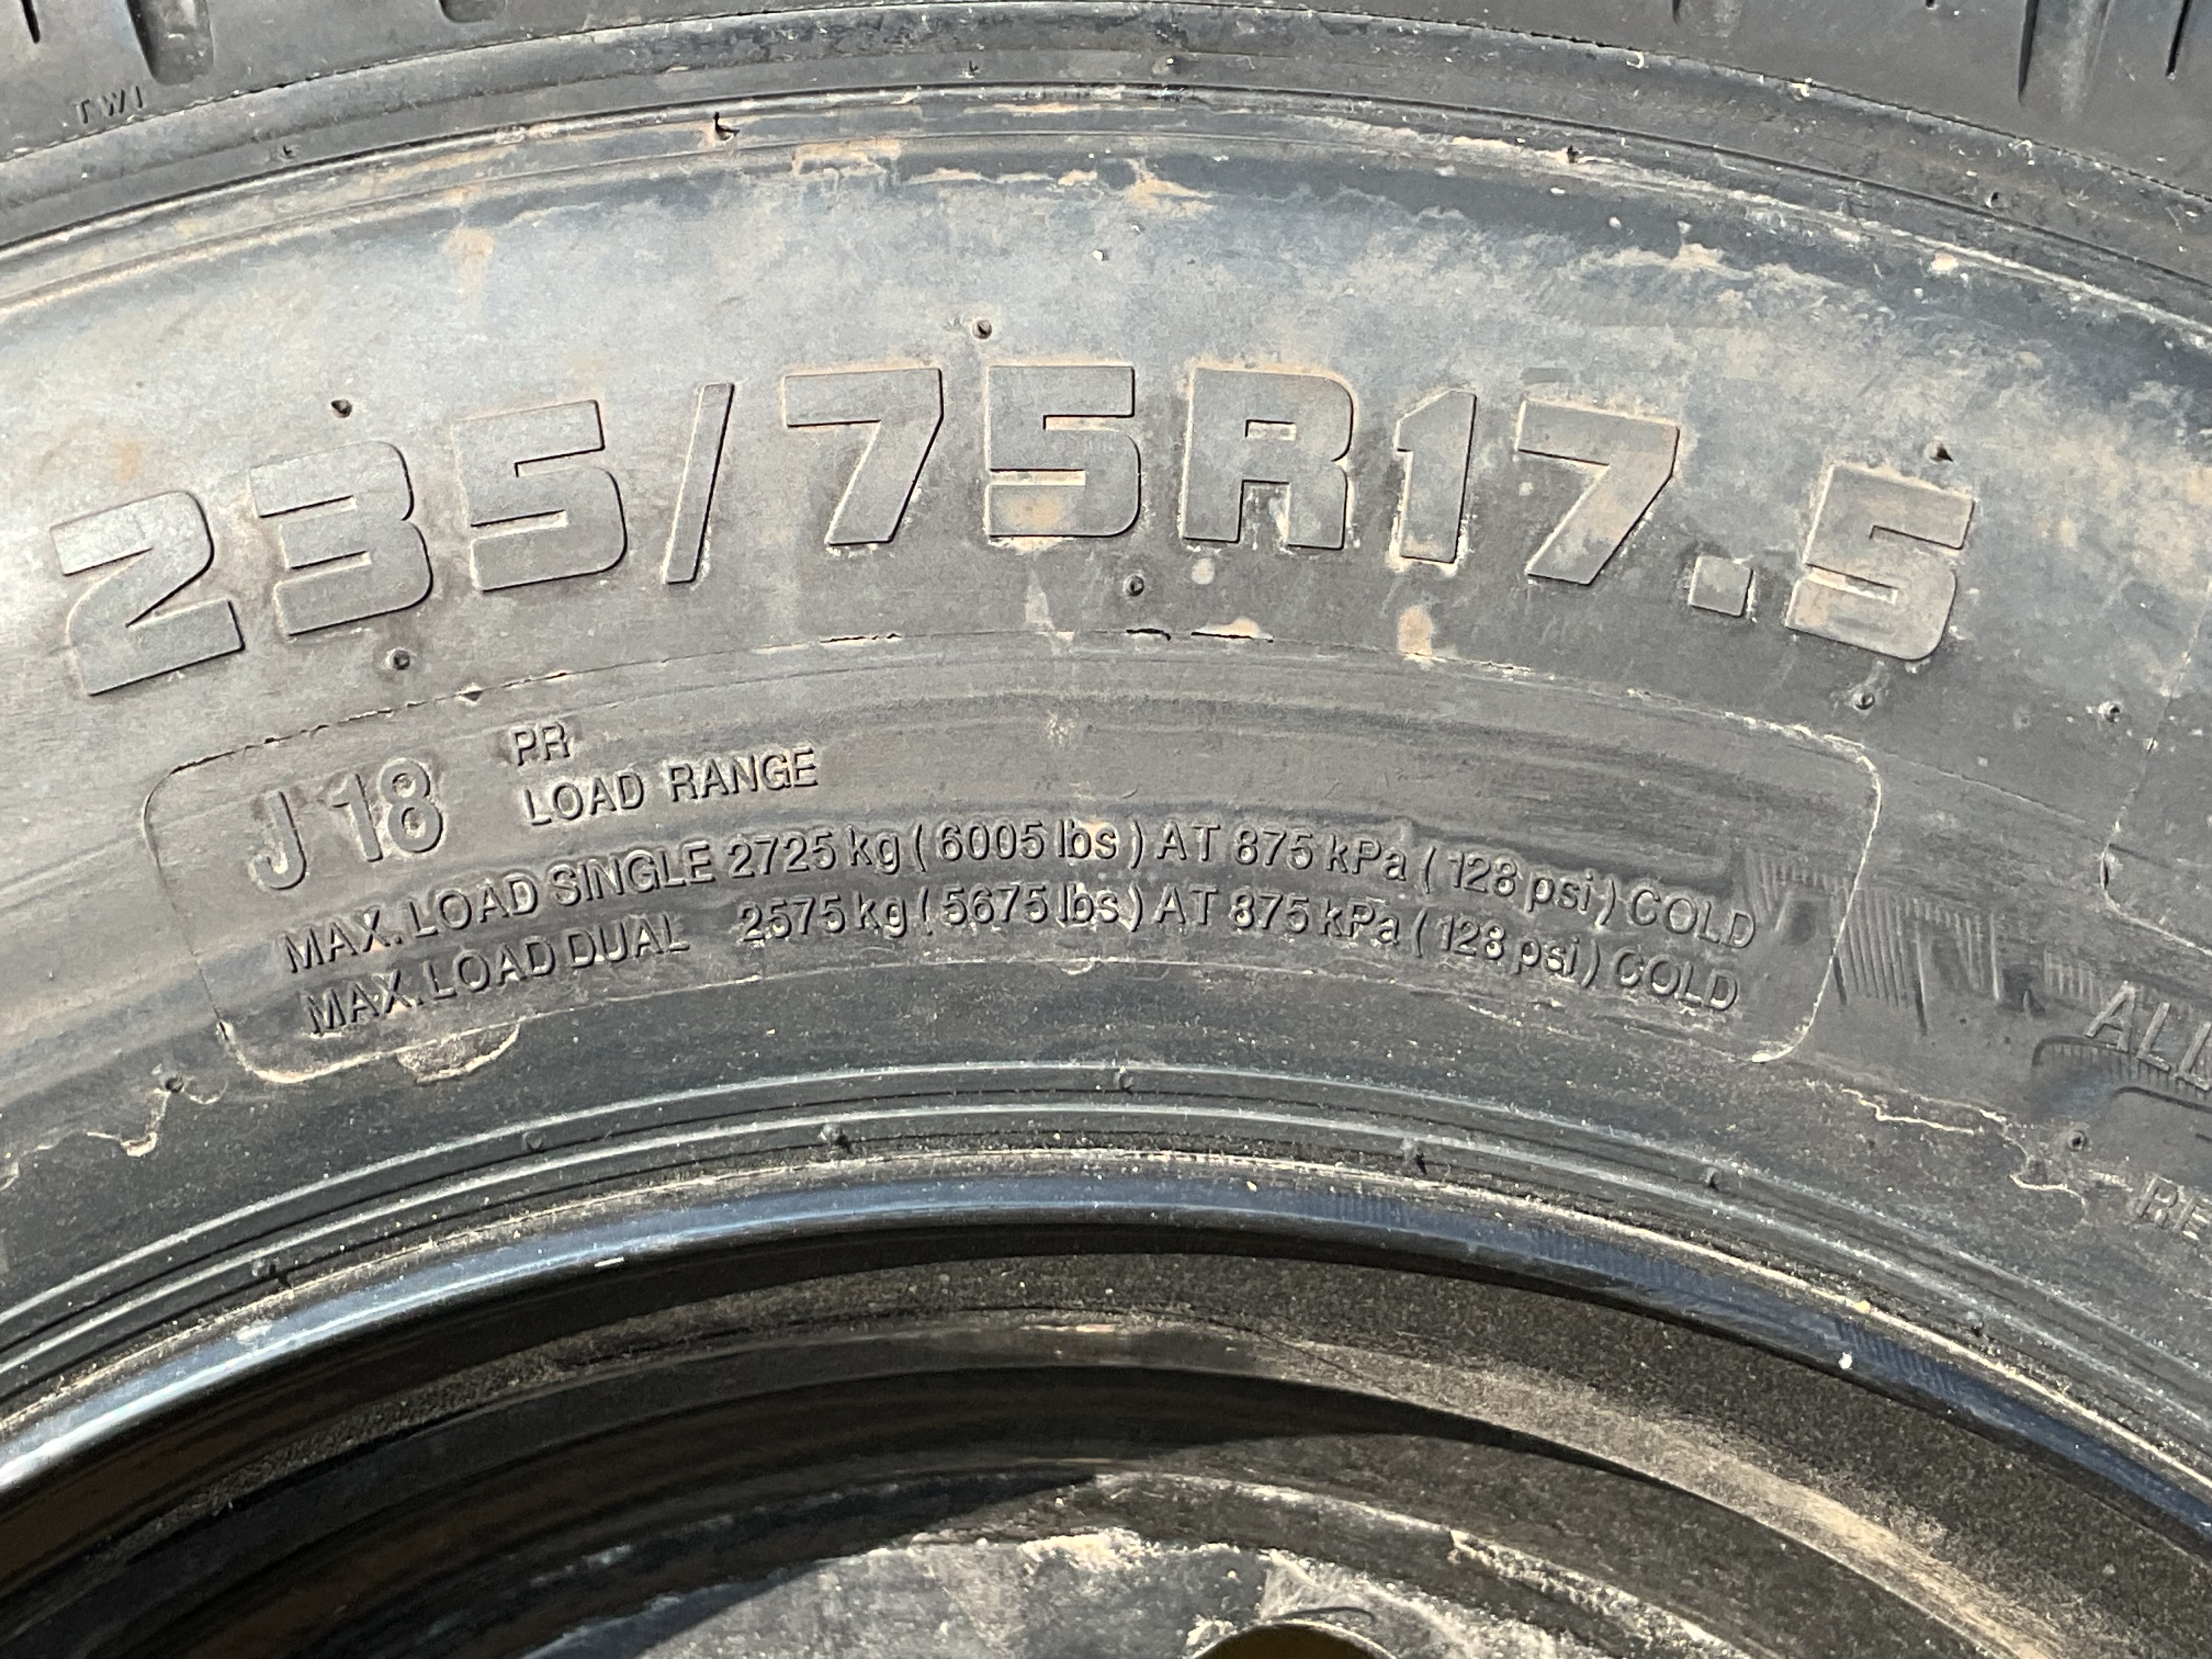 TWI
235/75R17.5
J 18 PR
LOAD RANGE
MAX. LOAD SINGLE 2725 kg ( 6005 lbs ) AT 875 kPa ( 128 psi ) COLD
MAX. LOAD DUAL 2575 kg ( 5675 lbs ) AT 875 kPa ( 128 psi ) COLD
ALL